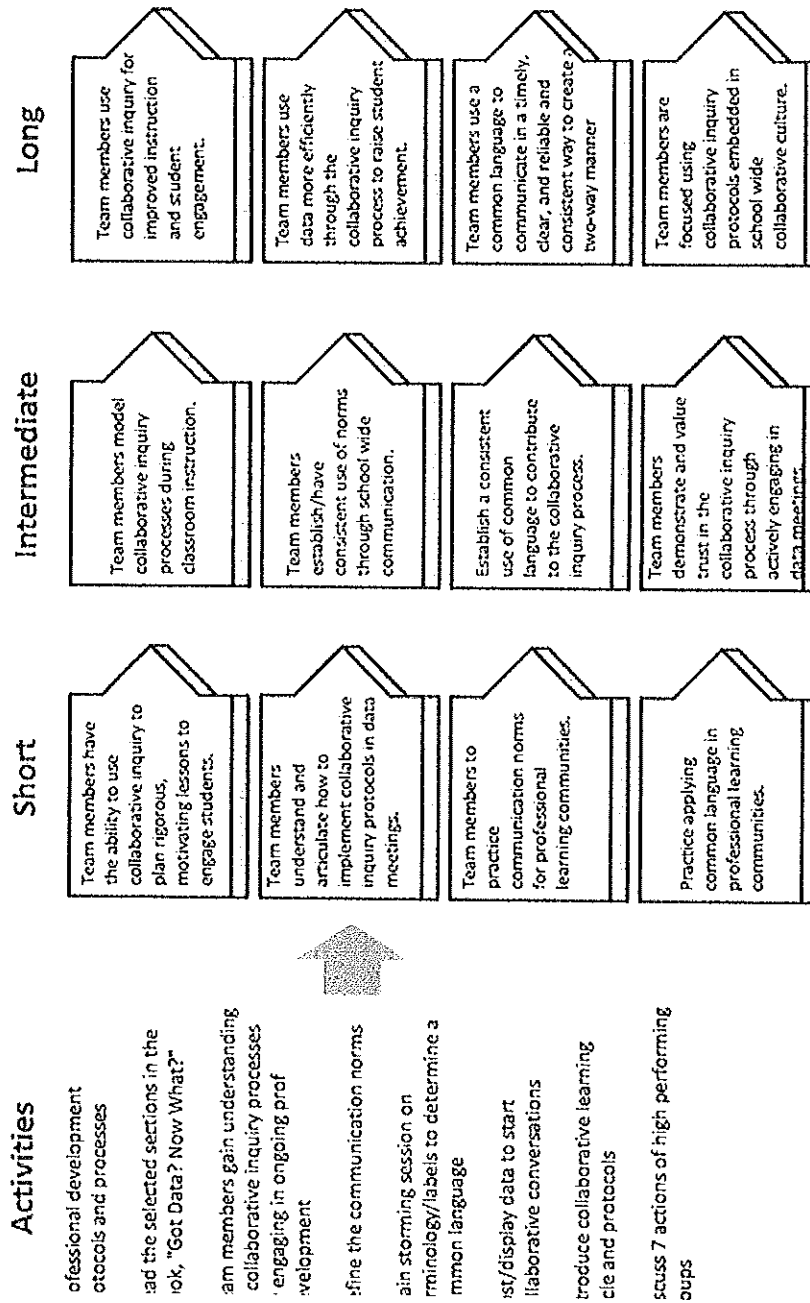 Activities
ofessional development
otocols and processes
ad the selected sections in the
ok, "Got Data? Now What?"
am members gain understanding
collaborative inquiry processes
engaging in ongoing prof
velopment
fine the communication norms
ain storming session on
rminology/labels to determine a
mmon language
st/display data to start
llaborative conversations
troduce collaborative learning
cle and protocols
scuss 7 actions of high performing
oups
Short
Team members have
the ability to use
collaborative inquiry to
plan rigorous,
motivating lessons to
engage students.
Team members
understand and
articulate how to
implement collaborative
inquiry protocols in data
meetings.
Team members to
practice
communication norms
for professional
learning communities.
Practice applying
common language in
professional learning
communities.
Intermediate
Team members model
collaborative inquiry
processes during
classroom instruction.
Team members
establish/have
consistent use of norms
through school wide
communication.
Establish a consistent
use of common
language to contribute
to the collaborative
inquiry process.
Team members
demonstrate and value
trust in the
collaborative inquiry
process through
actively engaging in
data meetings.
Long
Team members use
collaborative inquiry for
improved instruction
and student
engagement.
Team members use
data more efficiently
through the
collaborative inquiry
process to raise student
achievement.
Team members use a
common language to
communicate in a timely,
clear, and reliable and
consistent way to create a
two-way manner
Team members are
focused using
collaborative inquiry
protocols embedded in
school wide
collaborative culture.